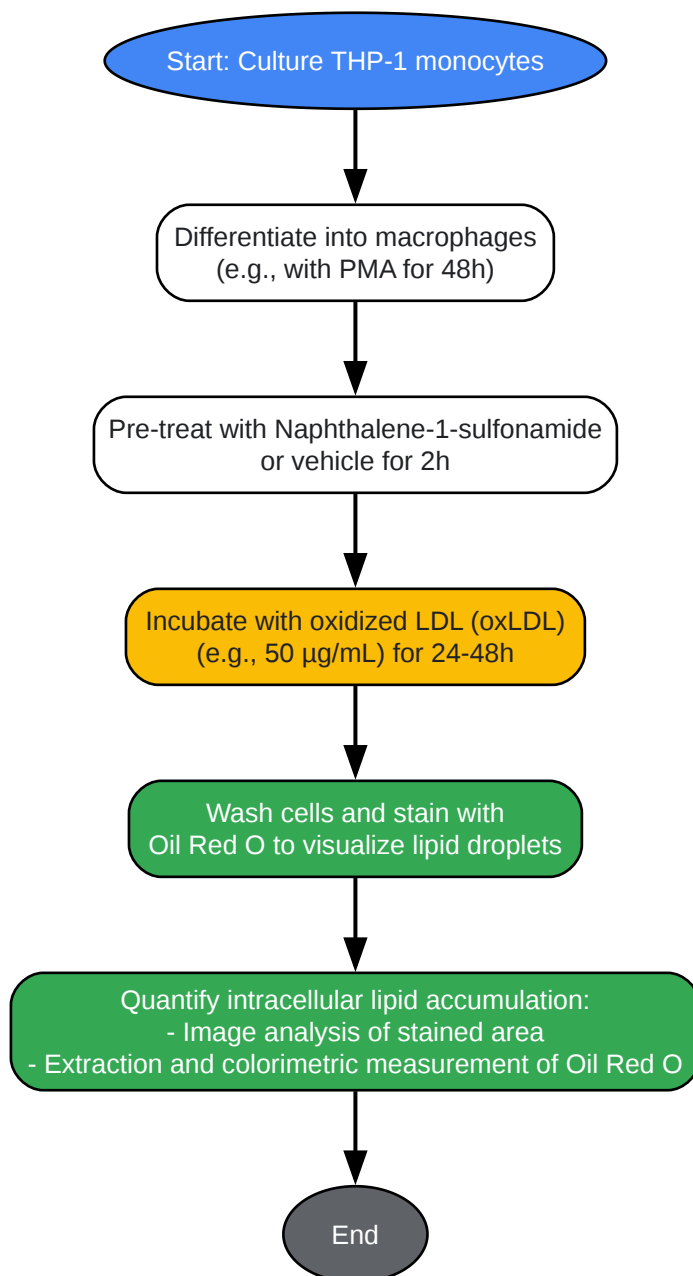 Start: Culture THP-1 monocytes
Differentiate into macrophages
(e.g., with PMA for 48h)
Pre-treat with Naphthalene-1-sulfonamide
or vehicle for 2h
Incubate with oxidized LDL (oxLDL)
(e.g., 50 µg/mL) for 24-48h
Wash cells and stain with
Oil Red O to visualize lipid droplets
Quantify intracellular lipid accumulation:
- Image analysis of stained area
- Extraction and colorimetric measurement of Oil Red O
End